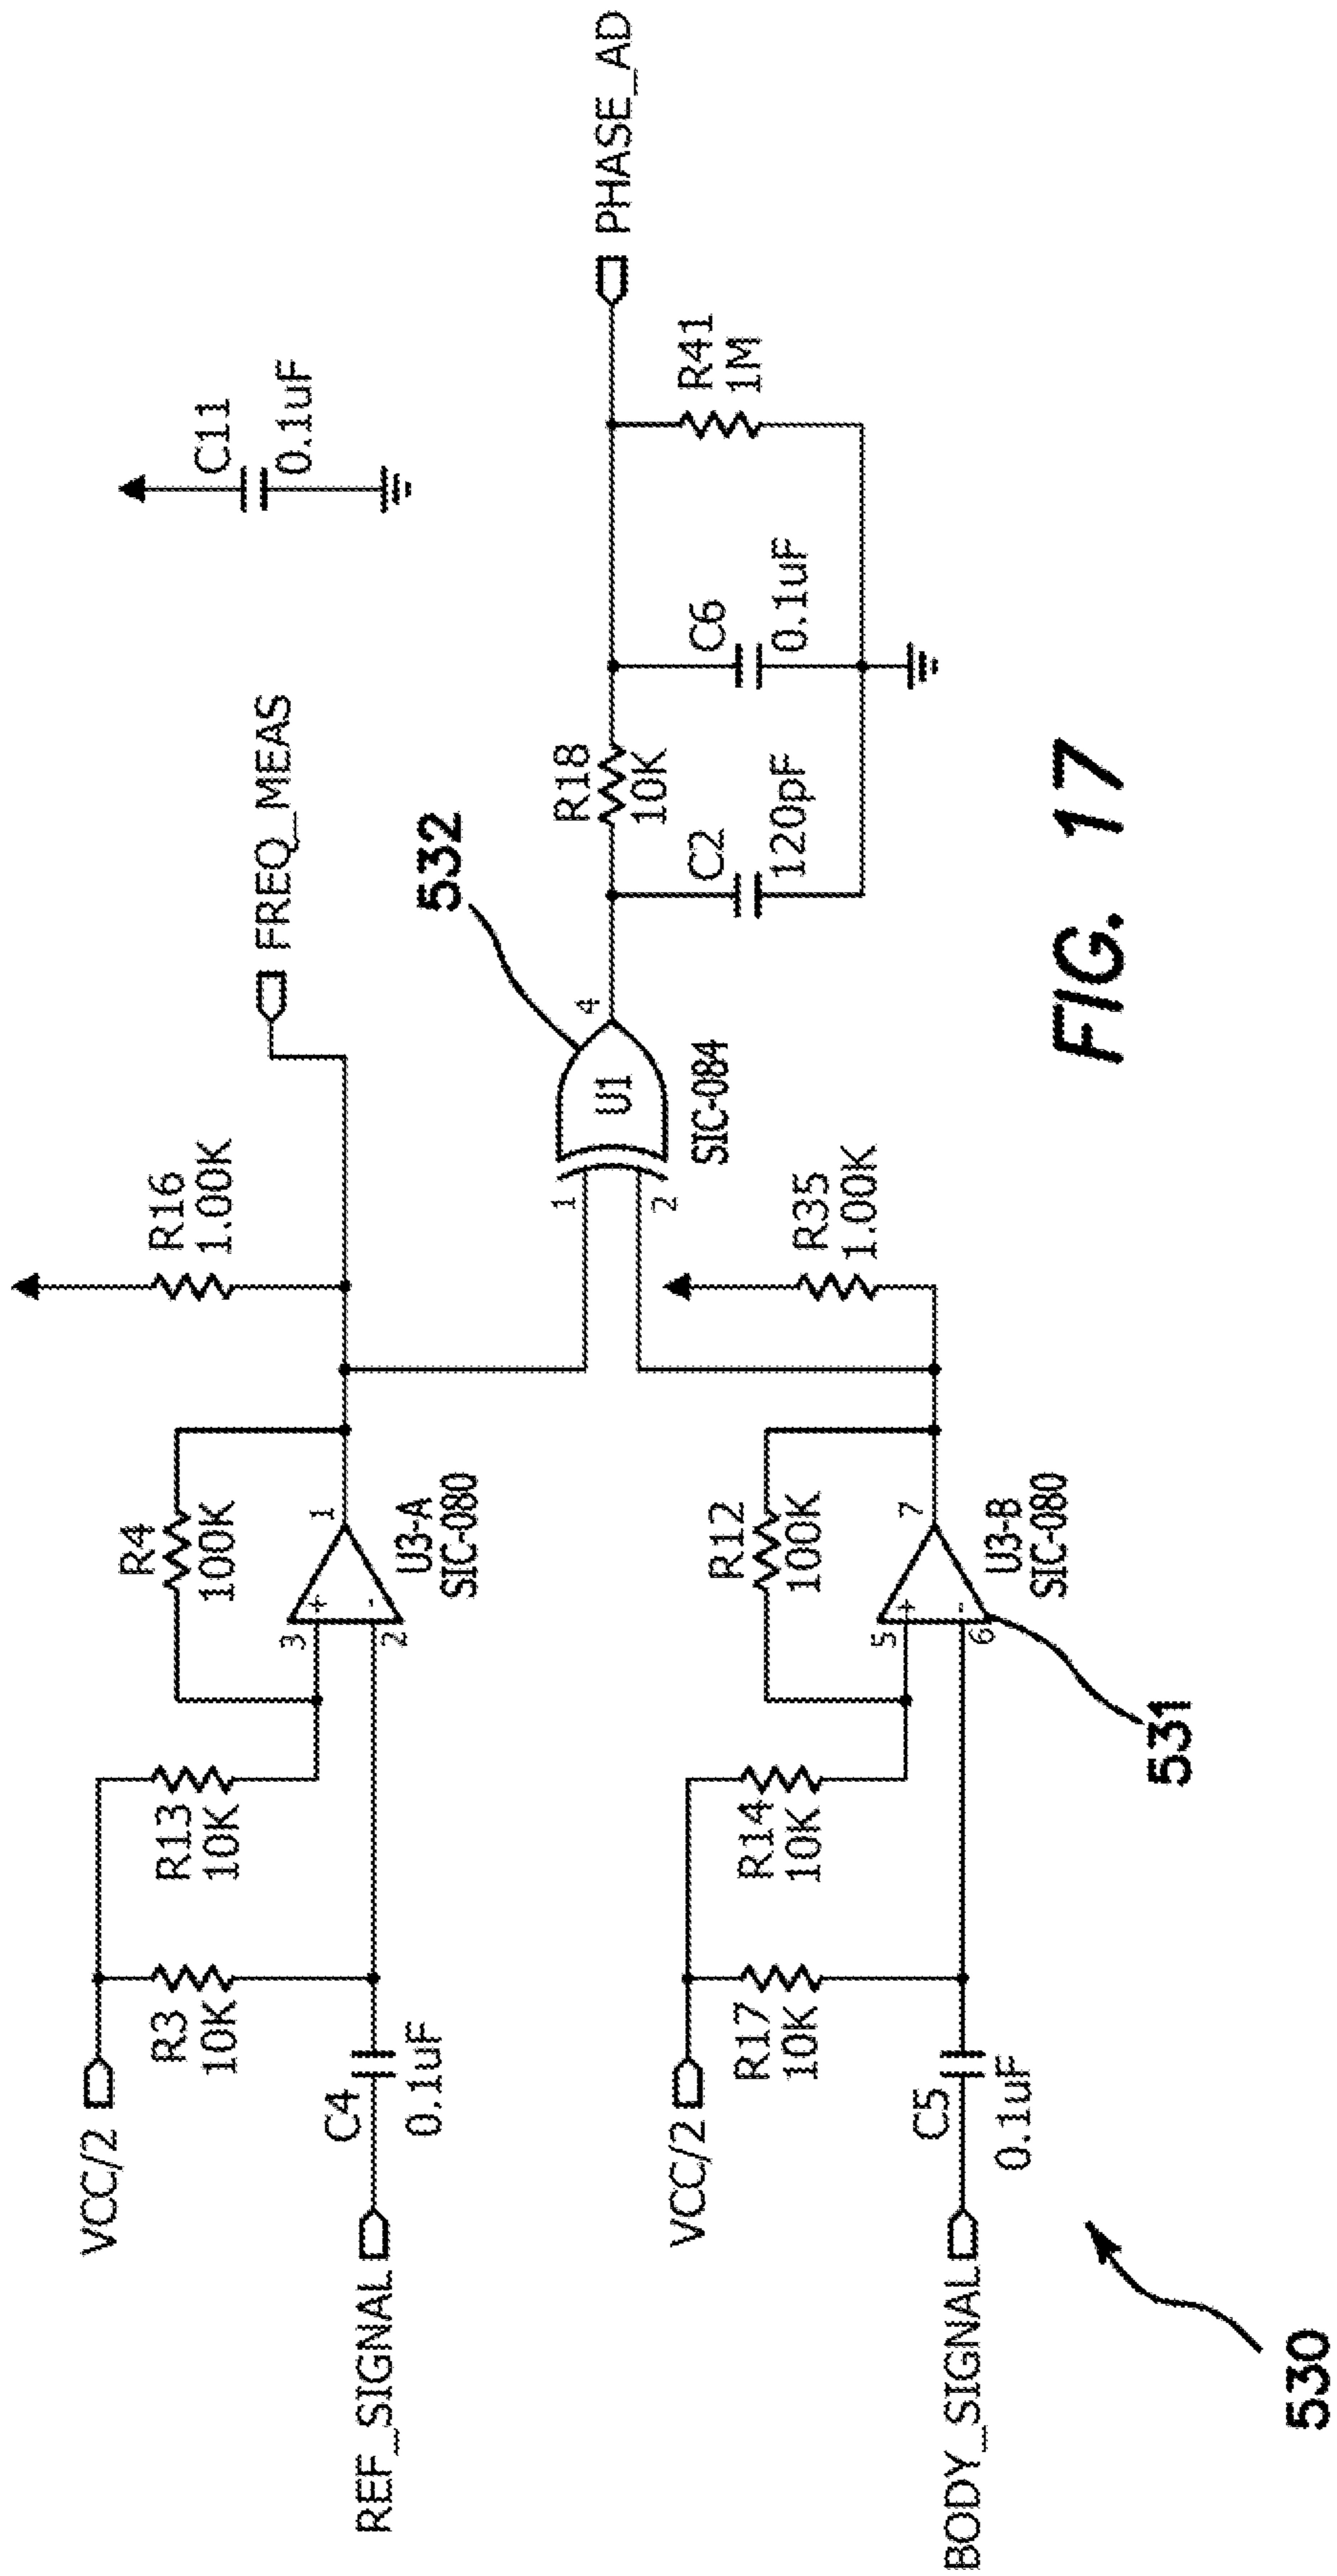 VCC/2
R3
10K
R13
10K
R4
100K
REF_SIGNAL
C4
0.1uF
3
+
2
-
1
U3-A
SIC-080
R16
1.00K
FREQ_MEAS
C11
0.1uF
1
2
U1
4
SIC-084
532
R18
10K
C2
120pF
C6
0.1uF
R41
1M
PHASE_AD
VCC/2
R17
10K
R14
10K
R12
100K
BODY_SIGNAL
C5
0.1uF
5
+
6
-
7
U3-B
SIC-080
R35
1.00K
531
530
FIG. 17